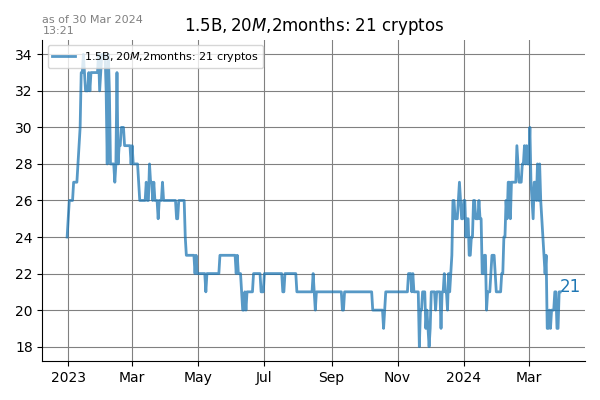 as of 30 Mar 2024
13:21
1.5B, 20M,2months: 21 cryptos
1.5B, 20M,2months: 21 cryptos
34
32
30
28
26
24
22
20
18
21
2023 Mar May Jul Sep Nov 2024 Mar